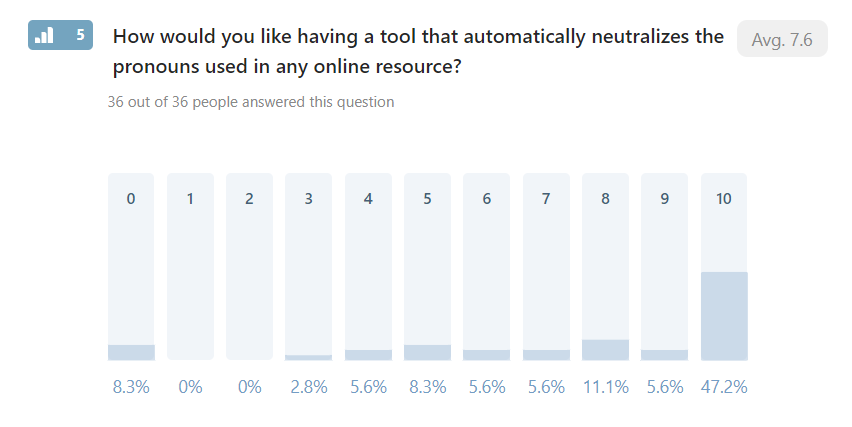 5
How would you like having a tool that automatically neutralizes the
pronouns used in any online resource?
Avg. 7.6
36 out of 36 people answered this question
0 1 2 3 4 5 6 7 8 9 10
8.3% 0% 0% 2.8% 5.6% 8.3% 5.6% 5.6% 11.1% 5.6% 47.2%